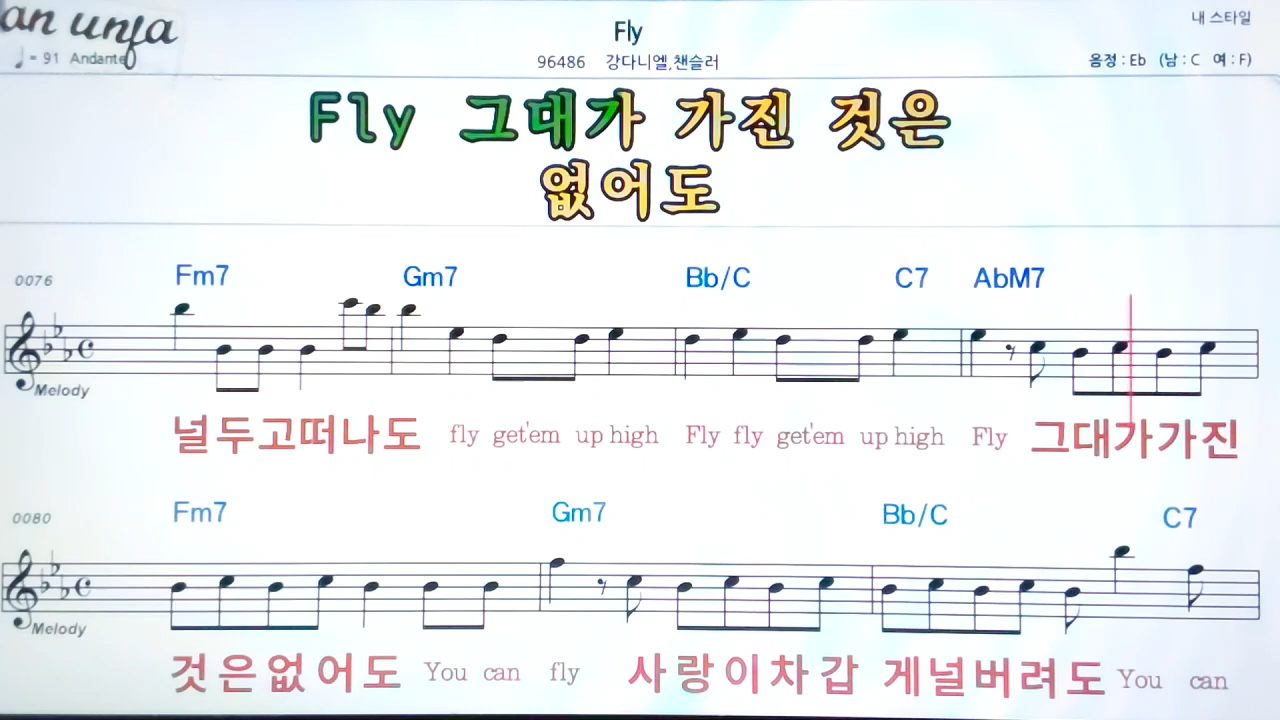 an unfa
내 스타일
Fly
♩= 91 Andante
96486 강다니엘,챈슬러
음정 : Eb (남 : C 여 : F)
Fly 그대가 가진 것은
없어도
0076 Fm7 Gm7 Bb/C C7 AbM7
Melody
널두고떠나도 fly get'em up high Fly fly get'em up high Fly 그대가가진
0080 Fm7 Gm7 Bb/C C7
Melody
것은없어도 You can fly 사랑이차갑 게널버려도 You can